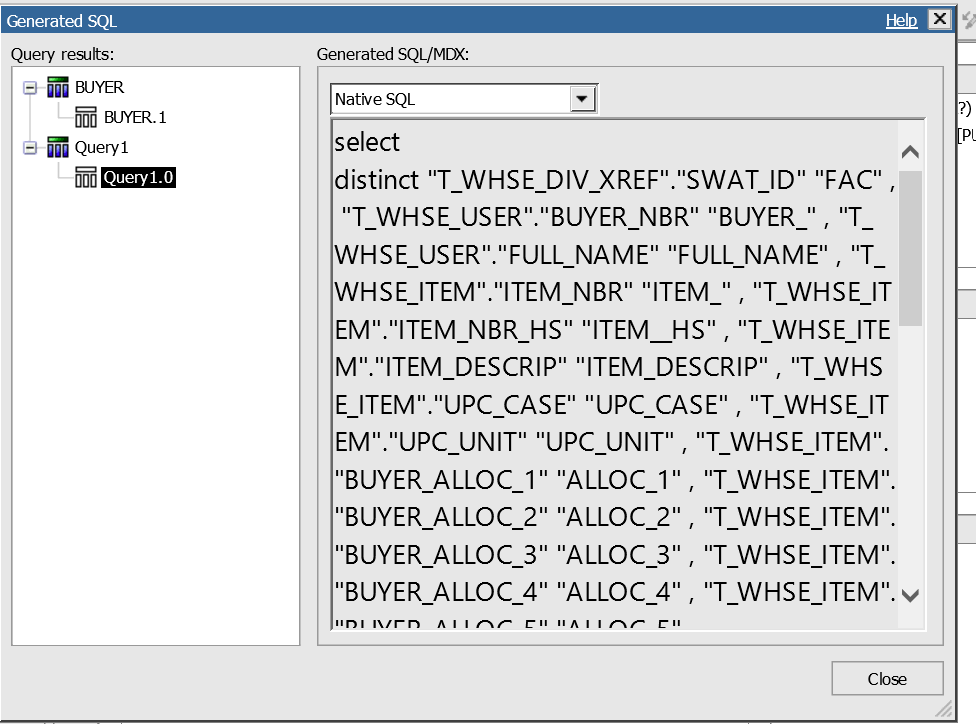 Generated SQL
Help
Query results:
Generated SQL/MDX:
BUYER
BUYER.1
Query1
Query1.0
Native SQL
select
distinct "T_WHSE_DIV_XREF"."SWAT_ID" "FAC" ,
"T_WHSE_USER"."BUYER_NBR" "BUYER_" , "T_
WHSE_USER"."FULL_NAME" "FULL_NAME" , "T_
WHSE_ITEM"."ITEM_NBR" "ITEM_" , "T_WHSE_IT
EM"."ITEM_NBR_HS" "ITEM__HS" , "T_WHSE_ITE
M"."ITEM_DESCRIP" "ITEM_DESCRIP" , "T_WHS
E_ITEM"."UPC_CASE" "UPC_CASE" , "T_WHSE_IT
EM"."UPC_UNIT" "UPC_UNIT" , "T_WHSE_ITEM".
"BUYER_ALLOC_1" "ALLOC_1" , "T_WHSE_ITEM".
"BUYER_ALLOC_2" "ALLOC_2" , "T_WHSE_ITEM".
"BUYER_ALLOC_3" "ALLOC_3" , "T_WHSE_ITEM".
"BUYER_ALLOC_4" "ALLOC_4" , "T_WHSE_ITEM".
"BUYER_ALLOC_5" "ALLOC_5"
Close
?)
[PU